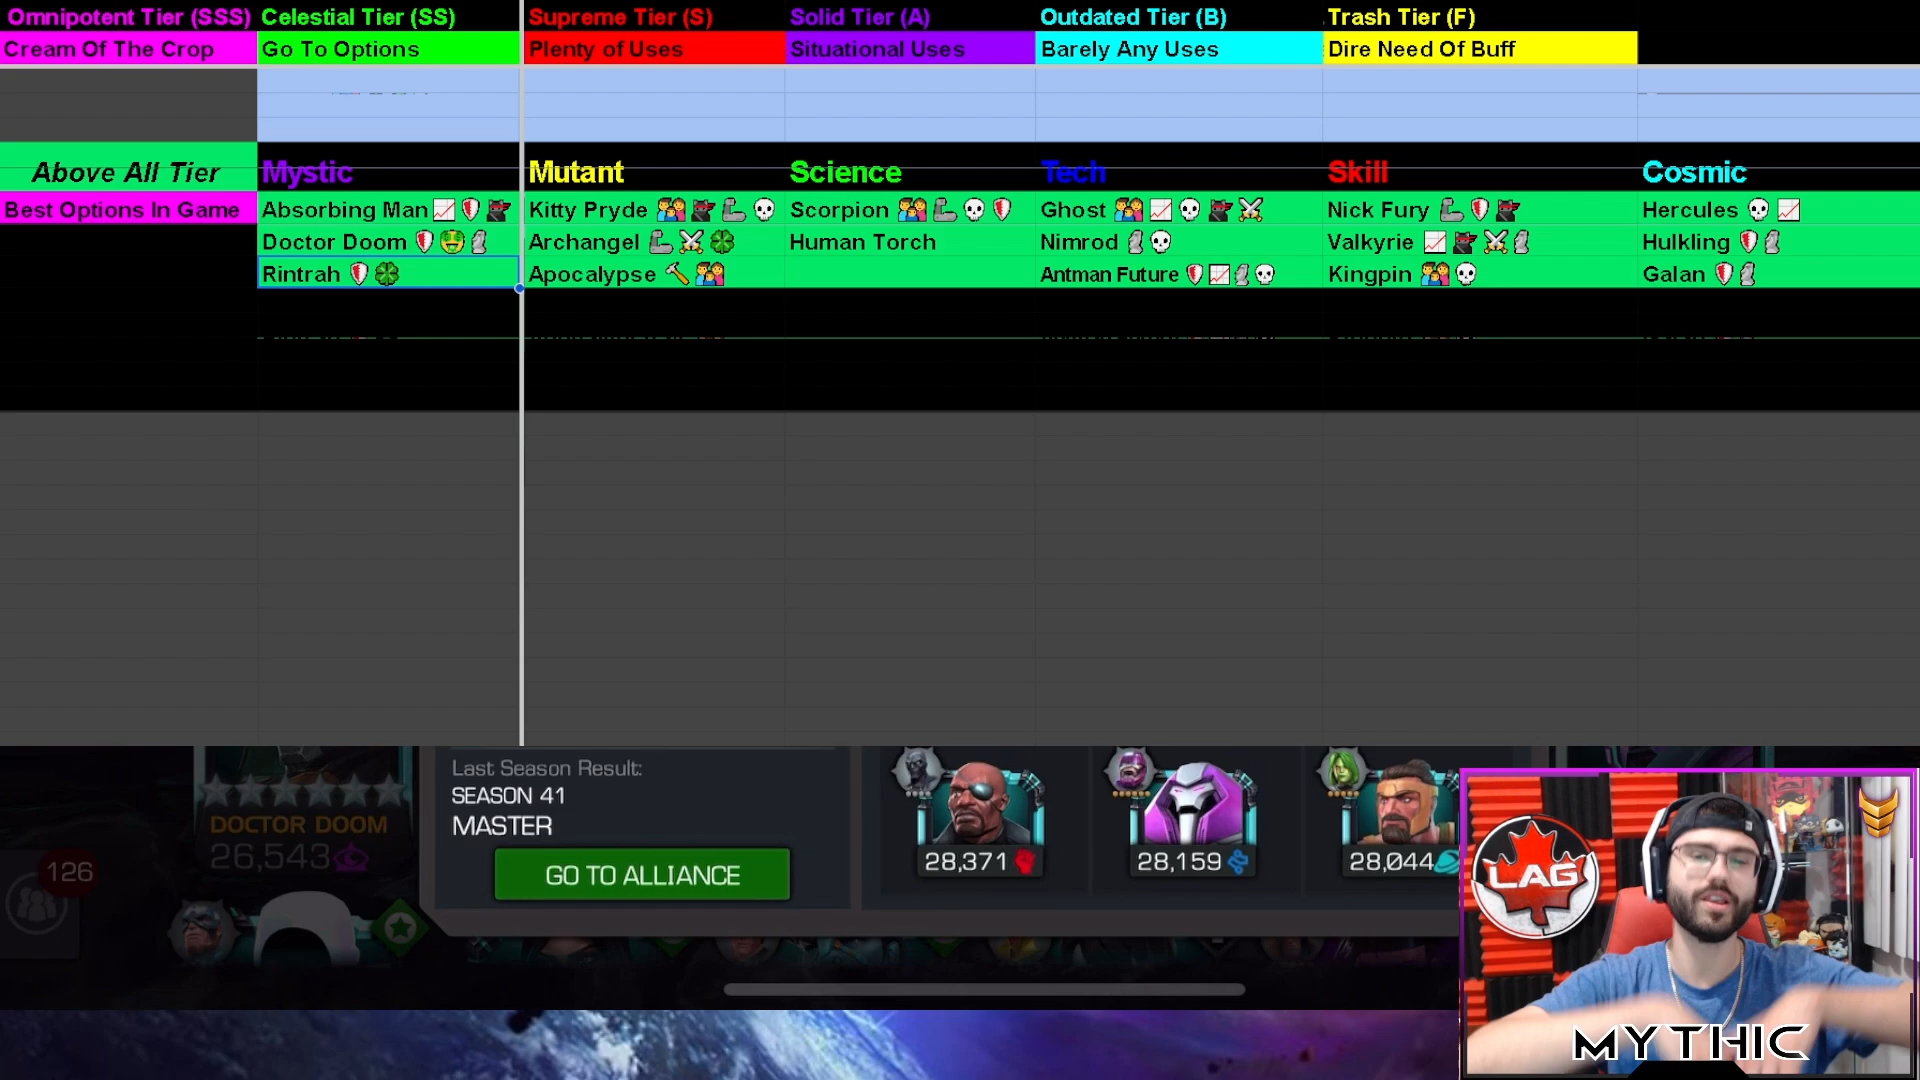 Omnipotent Tier (SSS) Celestial Tier (SS) Supreme Tier (S) Solid Tier (A) Outdated Tier (B) Trash Tier (F)
Cream Of The Crop Go To Options Plenty of Uses Situational Uses Barely Any Uses Dire Need Of Buff
Above All Tier Mystic Mutant Science Tech Skill Cosmic
Best Options In Game Absorbing Man Kitty Pryde Scorpion Ghost Nick Fury Hercules
Doctor Doom Archangel Human Torch Nimrod Valkyrie Hulkling
Rintrah Apocalypse Antman Future Kingpin Galan
Last Season Result:
SEASON 41
MASTER
GO TO ALLIANCE
DOCTOR DOOM
26,543
126
28,371
28,159
28,044
LAG
MYTHIC